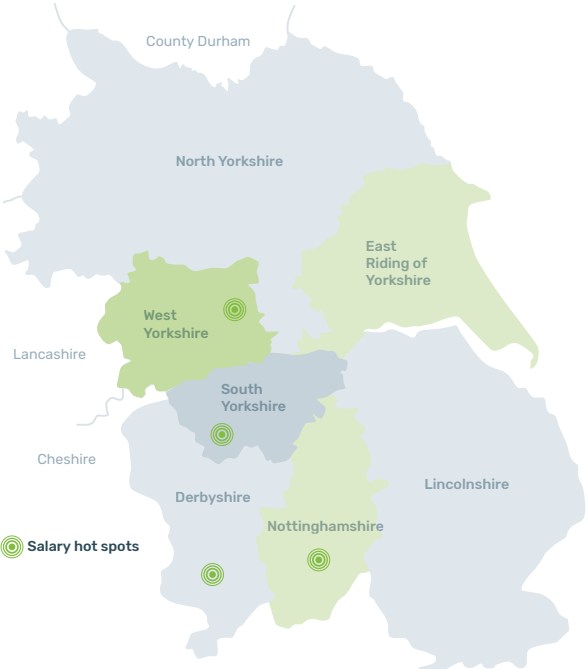 County Durham
North Yorkshire
East
Riding of
Yorkshire
West
Yorkshire
Lancashire
South
Yorkshire
Cheshire
Derbyshire
Lincolnshire
Nottinghamshire
Salary hot spots